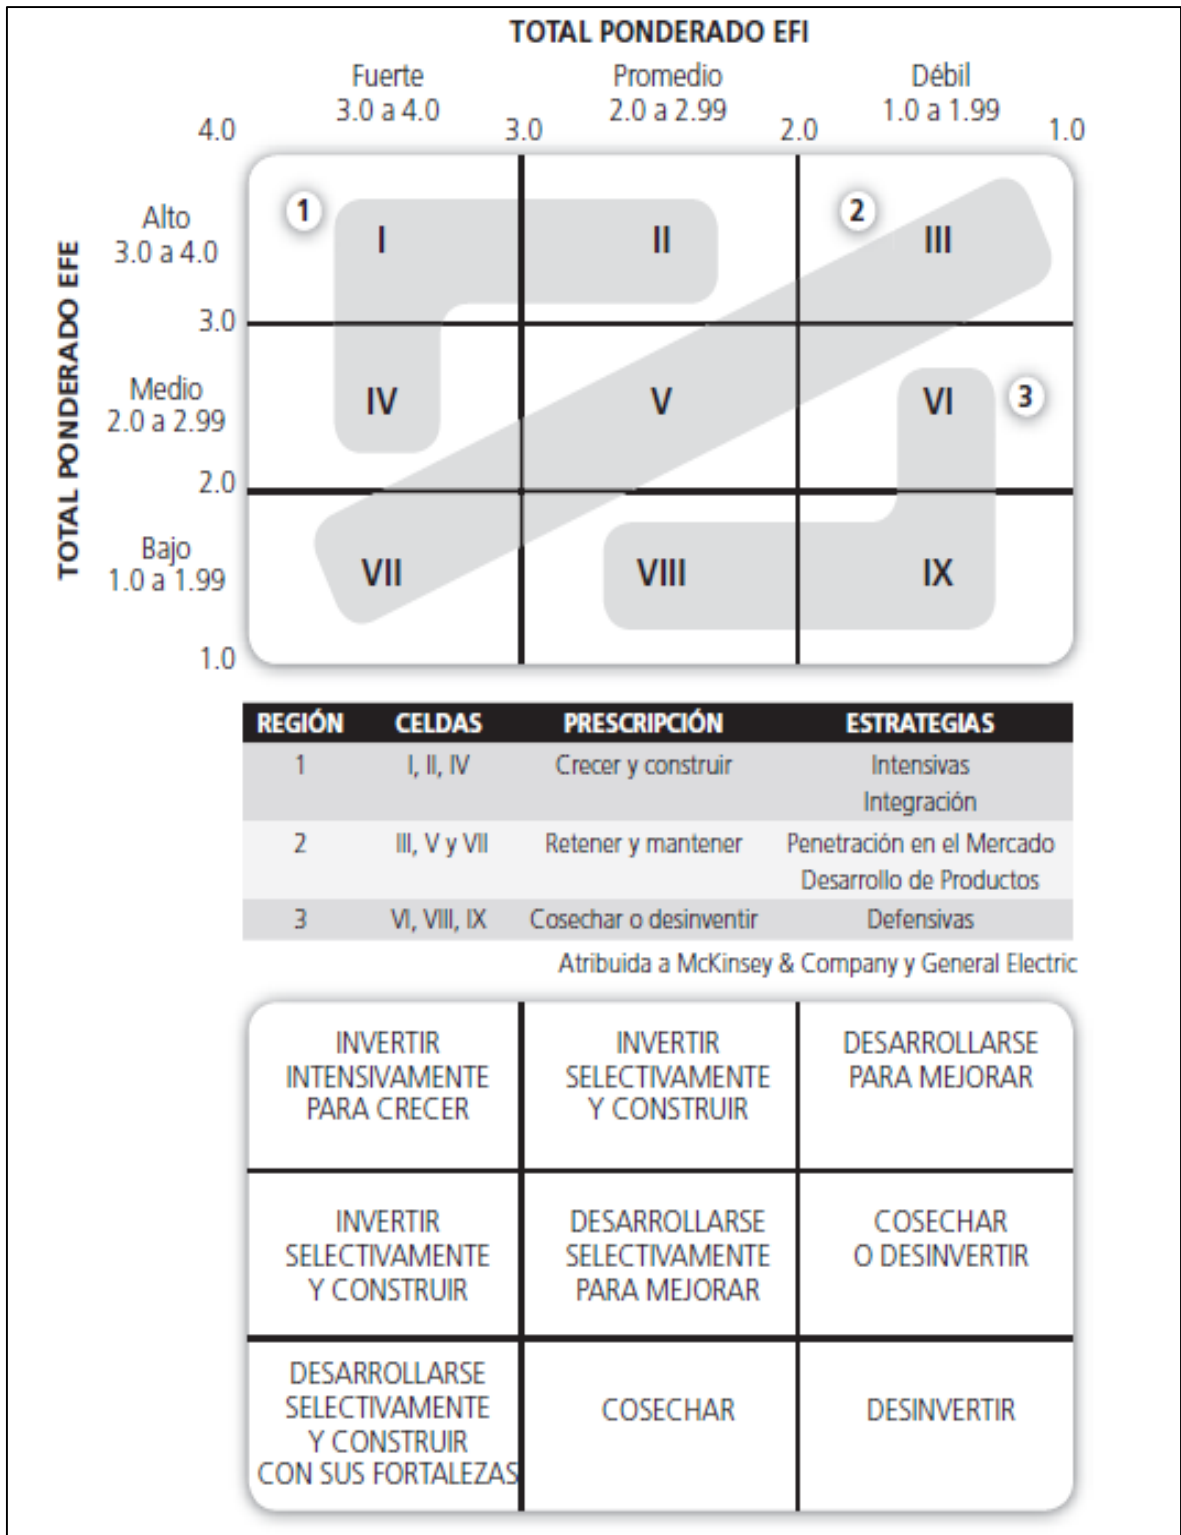 TOTAL PONDERADO EFI
Fuerte
3.0 a 4.0
Promedio
2.0 a 2.99
Débil
1.0 a 1.99
4.0
3.0
2.0
1.0
TOTAL PONDERADO EFE
Alto
3.0 a 4.0
1
I
II
2
III
3.0
Medio
2.0 a 2.99
IV
V
VI
3
2.0
Bajo
1.0 a 1.99
VII
VIII
IX
1.0
REGIÓN CELDAS PRESCRIPCIÓN ESTRATEGIAS
1 I, II, IV Crecer y construir Intensivas
Integración
2 III, V y VII Retener y mantener Penetración en el Mercado
Desarrollo de Productos
3 VI, VIII, IX Cosechar o desinventir Defensivas
Atribuida a McKinsey & Company y General Electric
INVERTIR
INTENSIVAMENTE
PARA CRECER
INVERTIR
SELECTIVAMENTE
Y CONSTRUIR
DESARROLLARSE
PARA MEJORAR
INVERTIR
SELECTIVAMENTE
Y CONSTRUIR
DESARROLLARSE
SELECTIVAMENTE
PARA MEJORAR
COSECHAR
O DESINVERTIR
DESARROLLARSE
SELECTIVAMENTE
Y CONSTRUIR
CON SUS FORTALEZAS
COSECHAR
DESINVERTIR